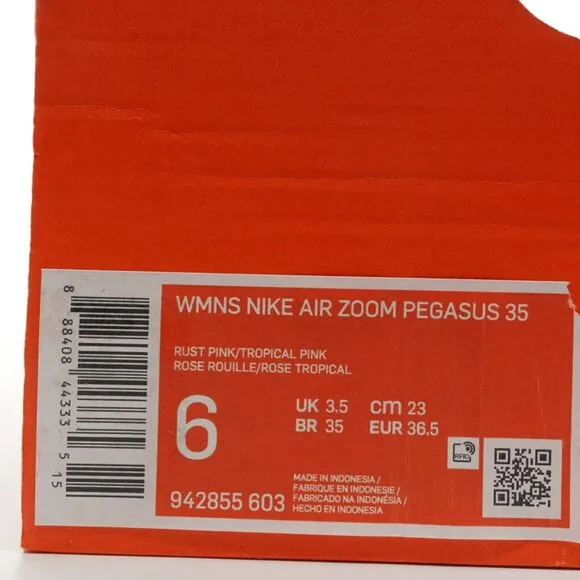 WMNS NIKE AIR ZOOM PEGASUS 35
RUST PINK/TROPICAL PINK
ROSE ROUILLE/ROSE TROPICAL
6
UK 3.5 cm 23
BR 35 EUR 36.5
RFID
MADE IN INDONESIA/
FABRIQUE EN INDONESIE/
FABRICADO NA INDONÉSIA/
HECHO EN INDONESIA
942855 603
8 88408 44333 5 15